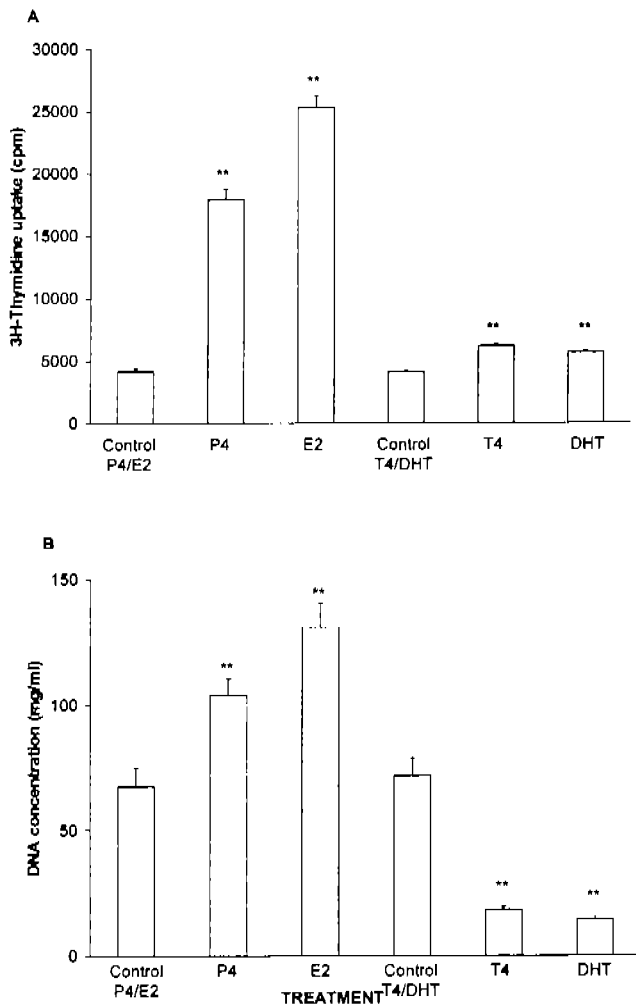 A
30000
25000
20000
15000
10000
5000
0
3H-Thymidine uptake (cpm)
**
**
**
**
Control P4 E2 Control T4 DHT
P4/E2 T4/DHT
B
150
100
50
0
DNA concentration (mg/ml)
**
**
**
**
Control P4 E2 Control T4 DHT
P4/E2 TREATMENT T4/DHT